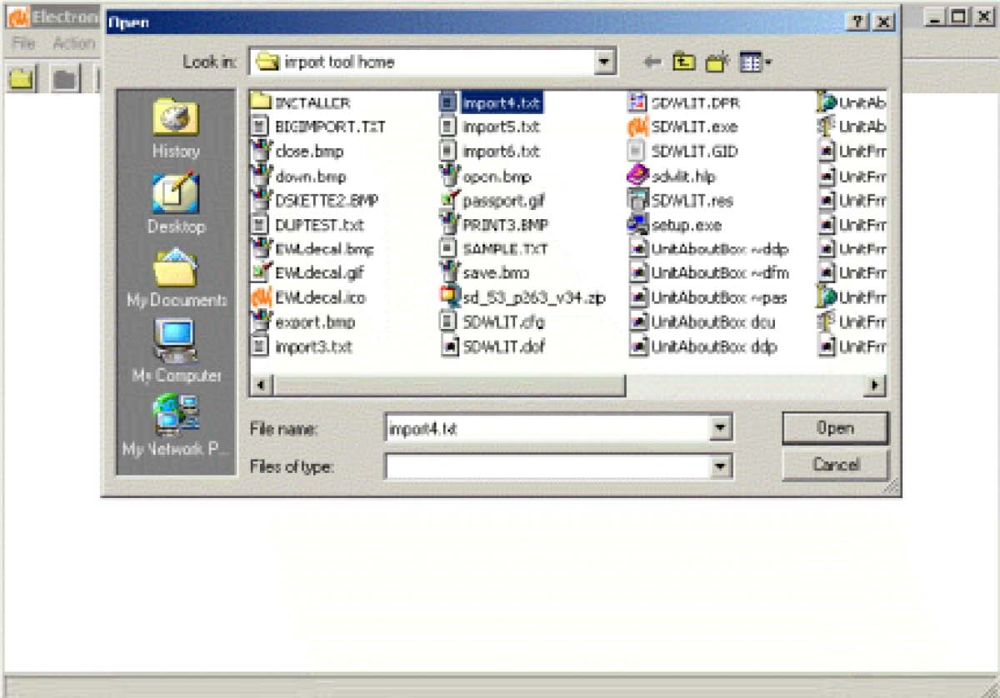 Electron
File Action
Open
Look in: import tool home
History
Desktop
My Documents
My Computer
My Network P...
INSTALLER
BIGIMPORT.TXT
close.bmp
down.bmp
DSKETTE2.BMP
DUPTEST.txt
EWLdecal.bmp
EWLdecal.gif
EWLdecal.ico
export.bmp
import3.txt
import4.txt
import5.txt
import6.txt
open.bmp
passport.gif
PRINT3.BMP
SAMPLE.TXT
save.bmp
sd_53_p263_v34.zip
SDWLIT.cfg
SDWLIT.dof
SDWLIT.DPR
SDWLIT.exe
SDWLIT.GID
sdwlit.hlp
SDWLIT.res
setup.exe
UnitAboutBox ~ddp
UnitAboutBox ~dfm
UnitAboutBox ~pas
UnitAboutBox dcu
UnitAboutBox ddp
UnitAb
UnitAb
UnitFrr
UnitFrr
UnitFrr
UnitFrr
UnitFrr
UnitFrr
UnitFrr
UnitFrr
UnitFrr
File name: import4.txt
Open
Files of type:
Cancel